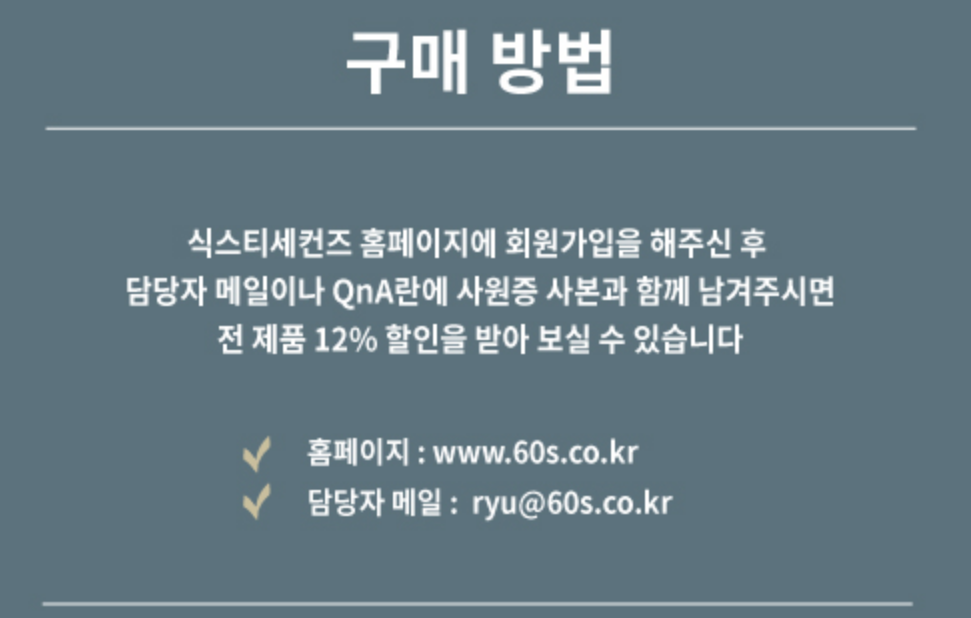 구매 방법
식스티세컨즈 홈페이지에 회원가입을 해주신 후
담당자 메일이나 QnA란에 사원증 사본과 함께 남겨주시면
전 제품 12% 할인을 받아 보실 수 있습니다
홈페이지 : www.60s.co.kr
담당자 메일 : ryu@60s.co.kr